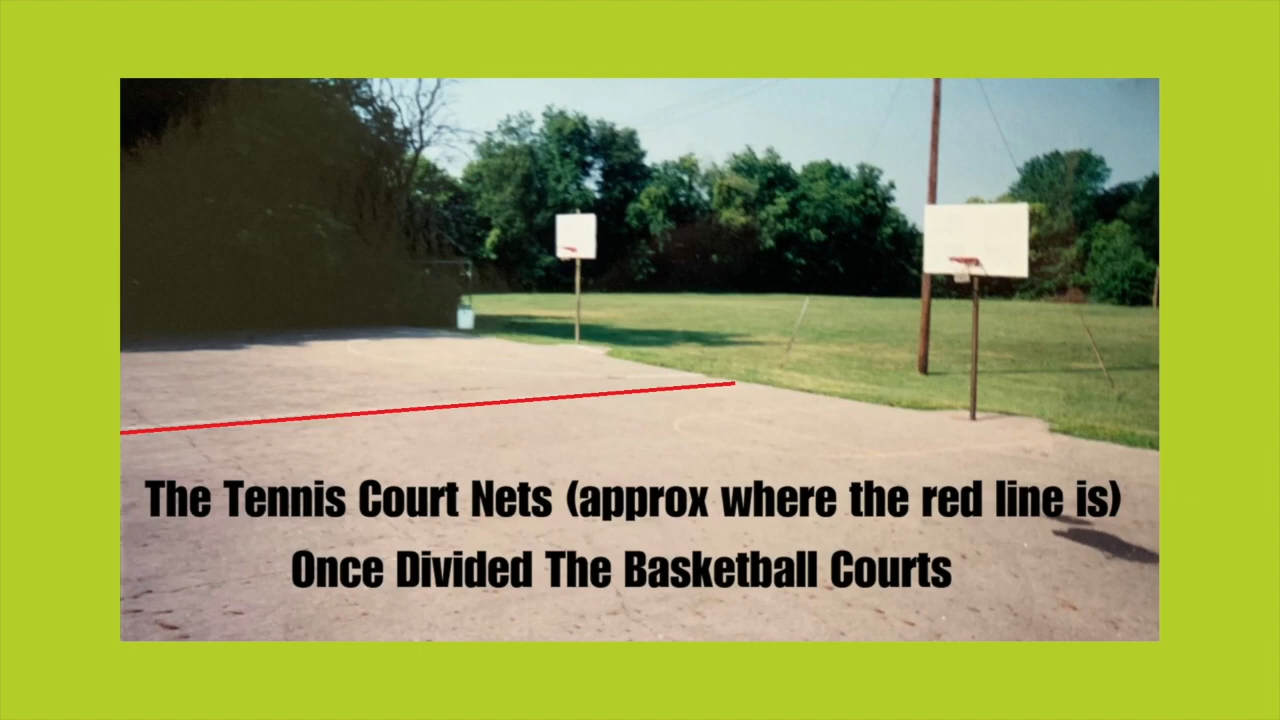 The Tennis Court Nets (approx where the red line is)
Once Divided The Basketball Courts